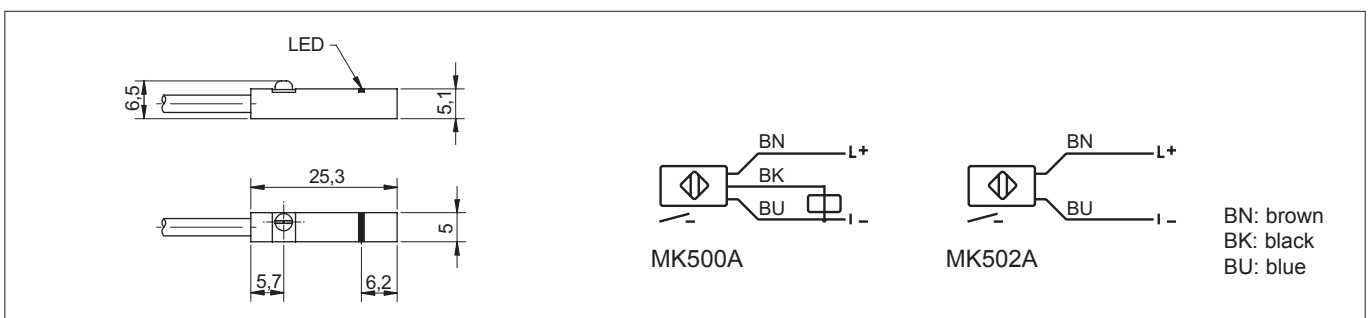 LED
6,5
5,1
25,3
5
5,7
6,2
BN
L+
BK
BU
L−
MK500A
BN
L+
BU
L−
MK502A
BN: brown
BK: black
BU: blue